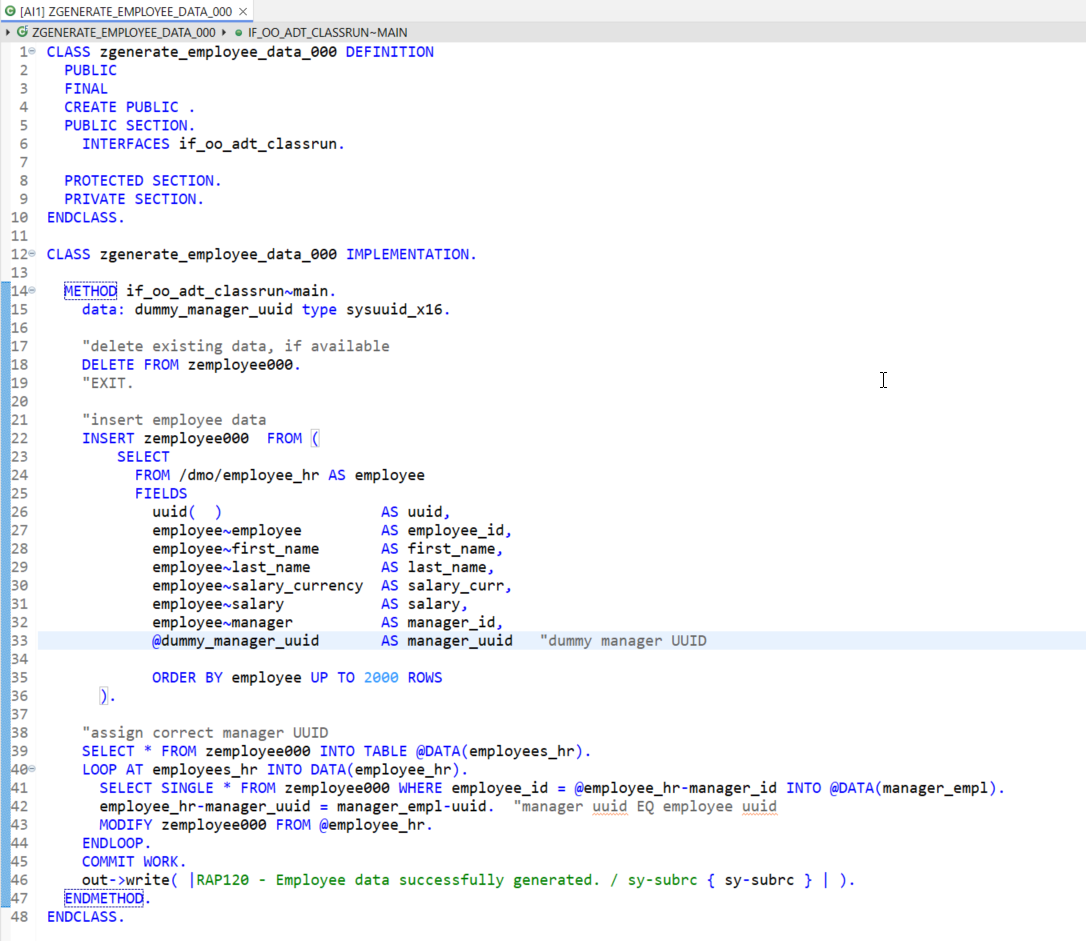 [AI1] ZGENERATE_EMPLOYEE_DATA_000
ZGENERATE_EMPLOYEE_DATA_000 IF_OO_ADT_CLASSRUN~MAIN
1 CLASS zgenerate_employee_data_000 DEFINITION
2   PUBLIC
3   FINAL
4   CREATE PUBLIC .
5   PUBLIC SECTION.
6     INTERFACES if_oo_adt_classrun.
7
8   PROTECTED SECTION.
9   PRIVATE SECTION.
10 ENDCLASS.
11
12 CLASS zgenerate_employee_data_000 IMPLEMENTATION.
13
14   METHOD if_oo_adt_classrun~main.
15     data: dummy_manager_uuid type sysuuid_x16.
16
17     "delete existing data, if available
18     DELETE FROM zemployee000.
19     "EXIT.
20
21     "insert employee data
22     INSERT zemployee000  FROM (
23         SELECT
24           FROM /dmo/employee_hr AS employee
25           FIELDS
26             uuid(  )                  AS uuid,
27             employee~employee         AS employee_id,
28             employee~first_name       AS first_name,
29             employee~last_name        AS last_name,
30             employee~salary_currency  AS salary_curr,
31             employee~salary           AS salary,
32             employee~manager          AS manager_id,
33             @dummy_manager_uuid       AS manager_uuid   "dummy manager UUID
34
35             ORDER BY employee UP TO 2000 ROWS
36       ).
37
38     "assign correct manager UUID
39     SELECT * FROM zemployee000 INTO TABLE @DATA(employees_hr).
40     LOOP AT employees_hr INTO DATA(employee_hr).
41       SELECT SINGLE * FROM zemployee000 WHERE employee_id = @employee_hr-manager_id INTO @DATA(manager_empl).
42       employee_hr-manager_uuid = manager_empl-uuid.  "manager uuid EQ employee uuid
43       MODIFY zemployee000 FROM @employee_hr.
44     ENDLOOP.
45     COMMIT WORK.
46     out->write( |RAP120 - Employee data successfully generated. / sy-subrc { sy-subrc } | ).
47   ENDMETHOD.
48 ENDCLASS.